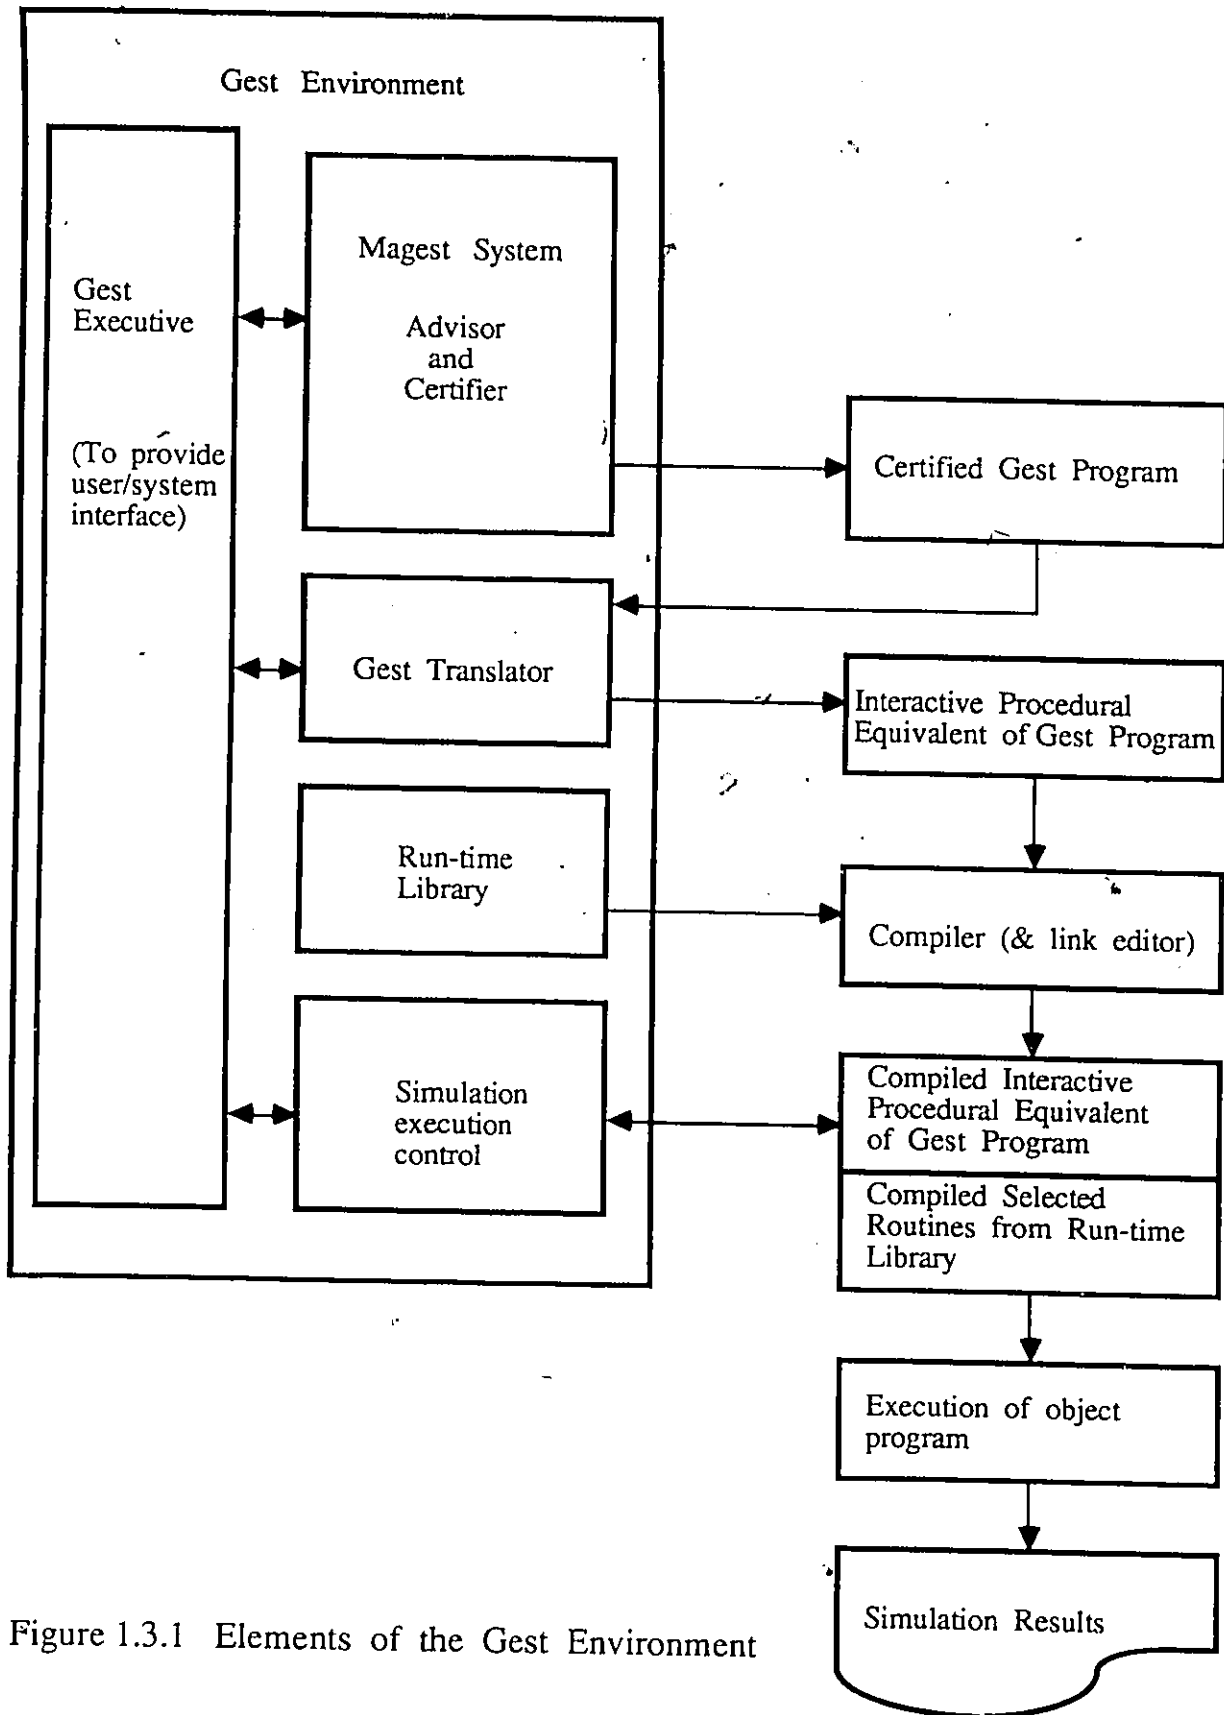 Gest Environment
Gest
Executive
(To provide
user/system
interface)
Magest System
Advisor
and
Certifier
Certified Gest Program
Gest Translator
Interactive Procedural
Equivalent of Gest Program
Run-time
Library
Compiler (& link editor)
Simulation
execution
control
Compiled Interactive
Procedural Equivalent
of Gest Program
Compiled Selected
Routines from Run-time
Library
Execution of object
program
Simulation Results
Figure 1.3.1 Elements of the Gest Environment